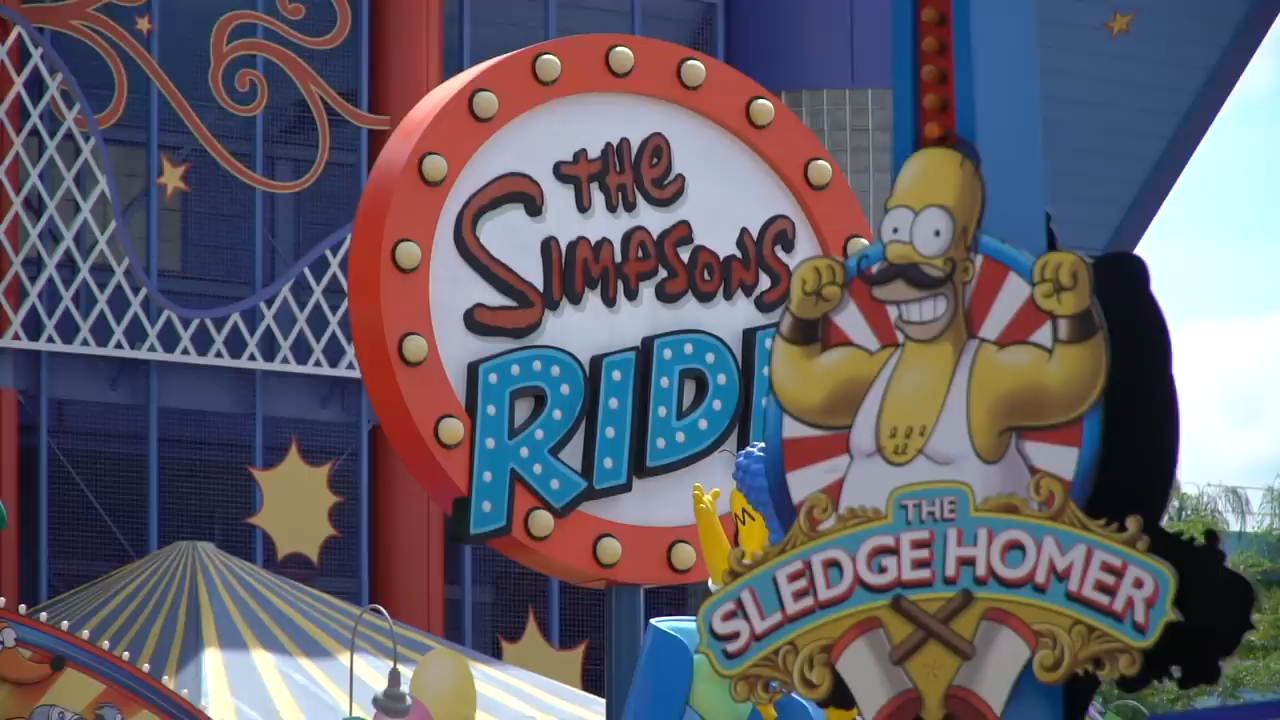 THE
SIMPSONS
RIDE
THE
SLEDGE HOMER